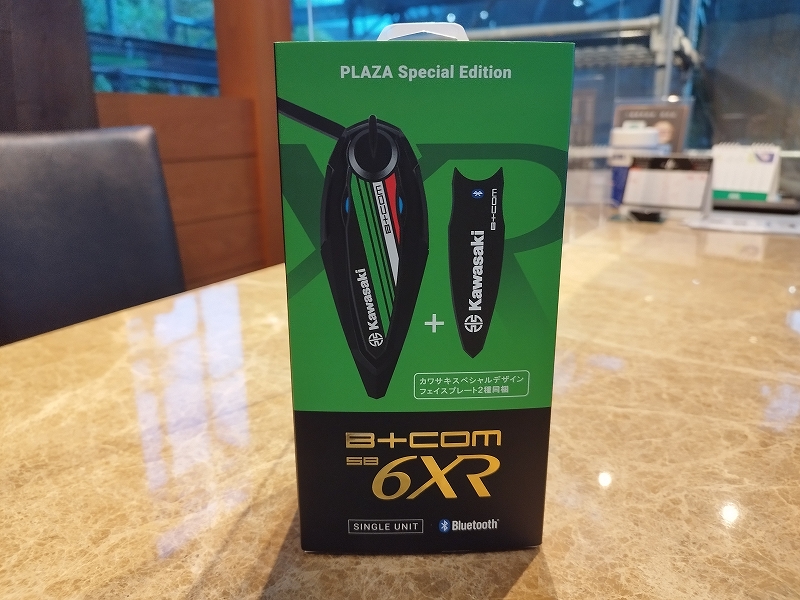 PLAZA Special Edition
B+COM
Kawasaki
B+COM
Kawasaki
+
カワサキスペシャルデザイン
フェイスプレート2種同梱
B+COM
SB
6XR
SINGLE UNIT
Bluetooth®